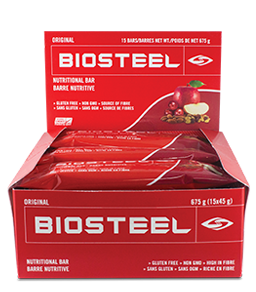 ORIGINAL
15 BARS/BARRES NET WT./POIDS DE NET 675 g
BIOSTEEL
NUTRITIONAL BAR
BARRE NUTRITIVE
• GLUTEN FREE • NON GMO • SOURCE OF FIBRE
• SANS GLUTEN • SANS OGM • SOURCE DE FIBRES
ORIGINAL
675 g (15x45 g)
BIOSTEEL
NUTRITIONAL BAR
BARRE NUTRITIVE
• GLUTEN FREE • NON GMO • HIGH IN FIBRE
• SANS GLUTEN • SANS OGM • RICHE EN FIBRE